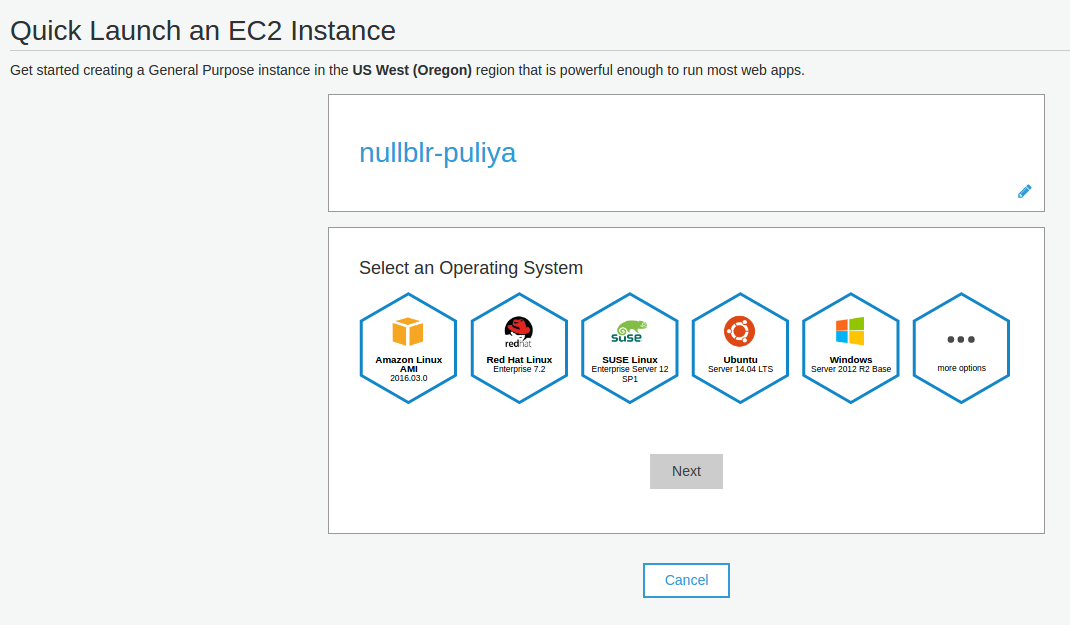 Quick Launch an EC2 Instance
Get started creating a General Purpose instance in the US West (Oregon) region that is powerful enough to run most web apps.
nullblr-puliya
Select an Operating System
redhat
suse
Amazon Linux
AMI
2016.03.0
Red Hat Linux
Enterprise 7.2
SUSE Linux
Enterprise Server 12
SP1
Ubuntu
Server 14.04 LTS
Windows
Server 2012 R2 Base
more options
Next
Cancel